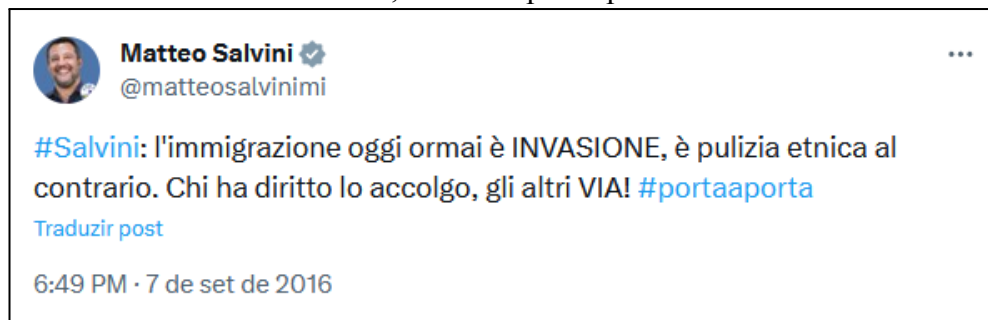 Matteo Salvini
@matteosalvinimi
#Salvini: l'immigrazione oggi ormai è INVASIONE, è pulizia etnica al
contrario. Chi ha diritto lo accolgo, gli altri VIA! #portaaporta
Traduzir post
6:49 PM · 7 de set de 2016